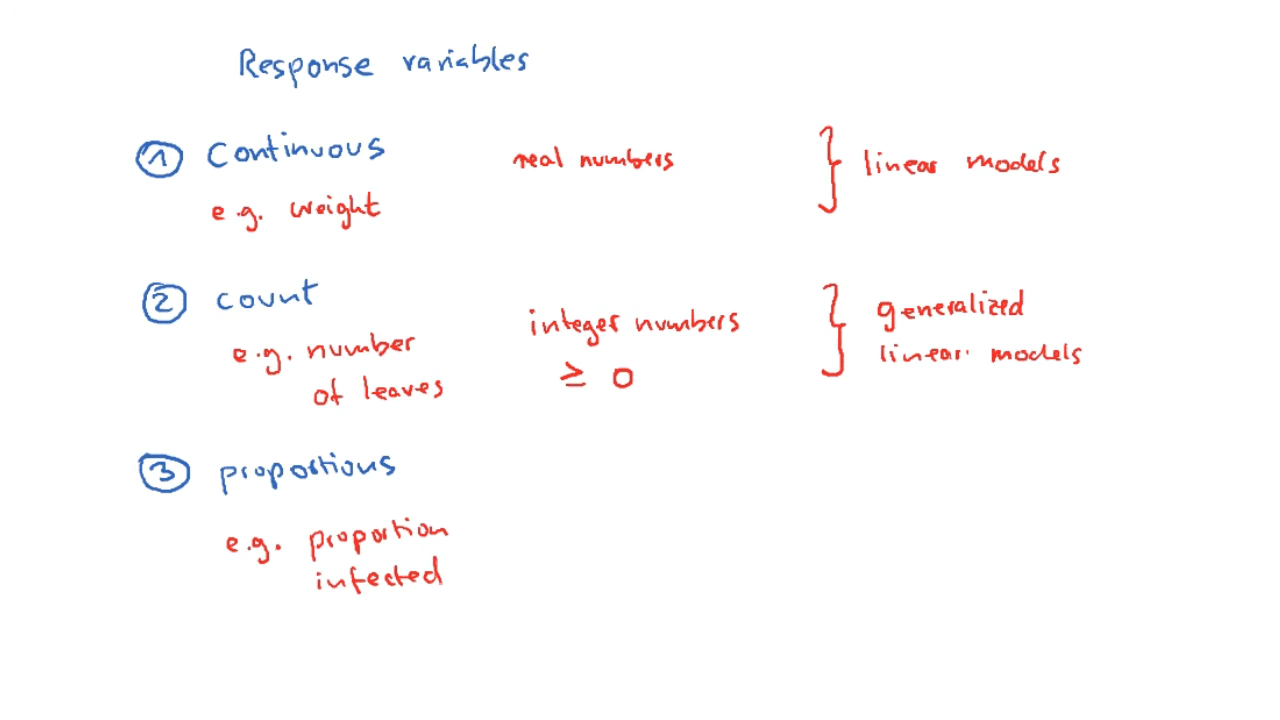 Response variables
① Continuous real numbers } linear models
e.g. weight
② count integer numbers } generalized
e.g. number ≥ 0 linear models
of leaves
③ proportions
e.g. proportion
infected